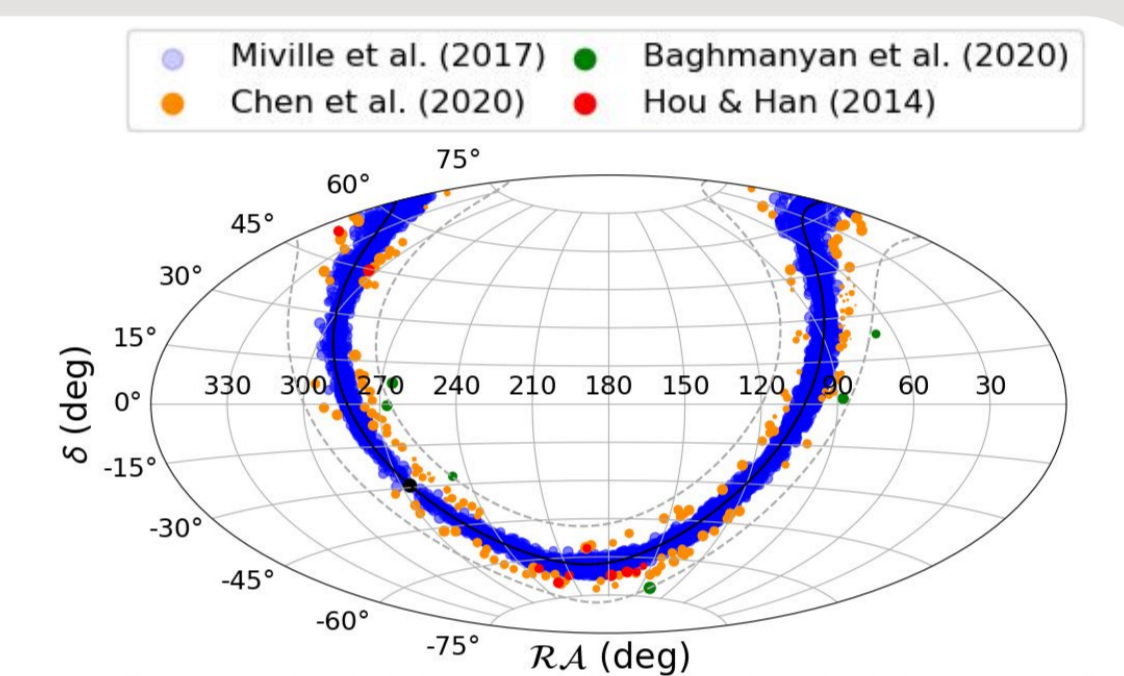 Miville et al. (2017) Baghmanyan et al. (2020)
Chen et al. (2020) Hou & Han (2014)
75°
60°
45°
30°
15°
330 300 270 240 210 180 150 120 90 60 30
0°
-15°
-30°
-45°
-60°
-75°
δ (deg)
RA (deg)